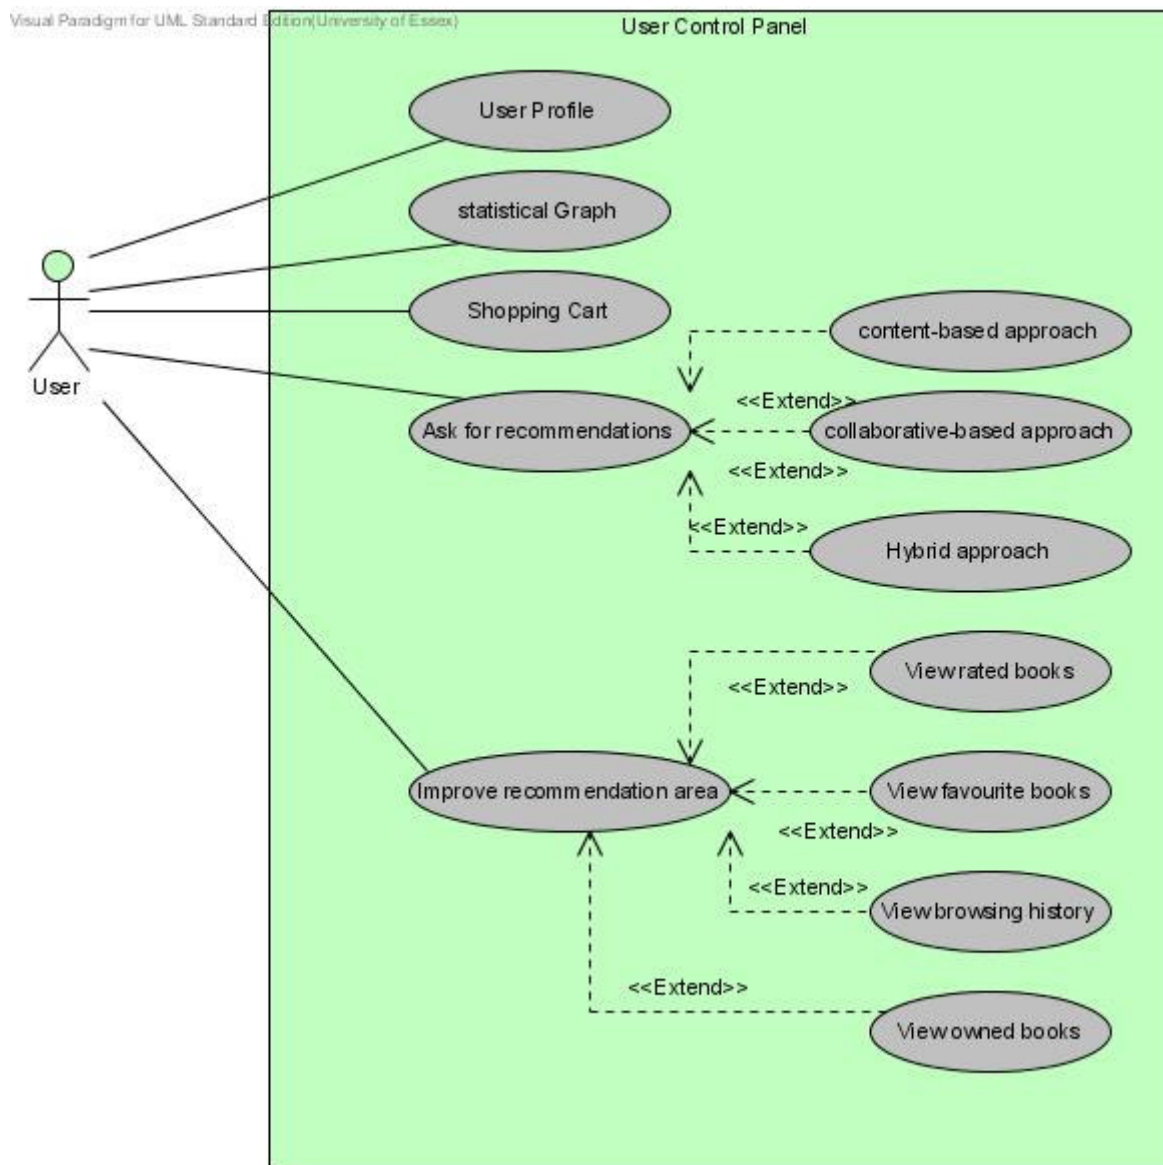 Visual Paradigm for UML Standard Edition(University of Essex)
User Control Panel
User Profile
statistical Graph
Shopping Cart
User
content-based approach
<<Extend>>
Ask for recommendations
collaborative-based approach
<<Extend>>
<<Extend>>
Hybrid approach
View rated books
<<Extend>>
Improve recommendation area
View favourite books
<<Extend>>
<<Extend>>
View browsing history
<<Extend>>
View owned books